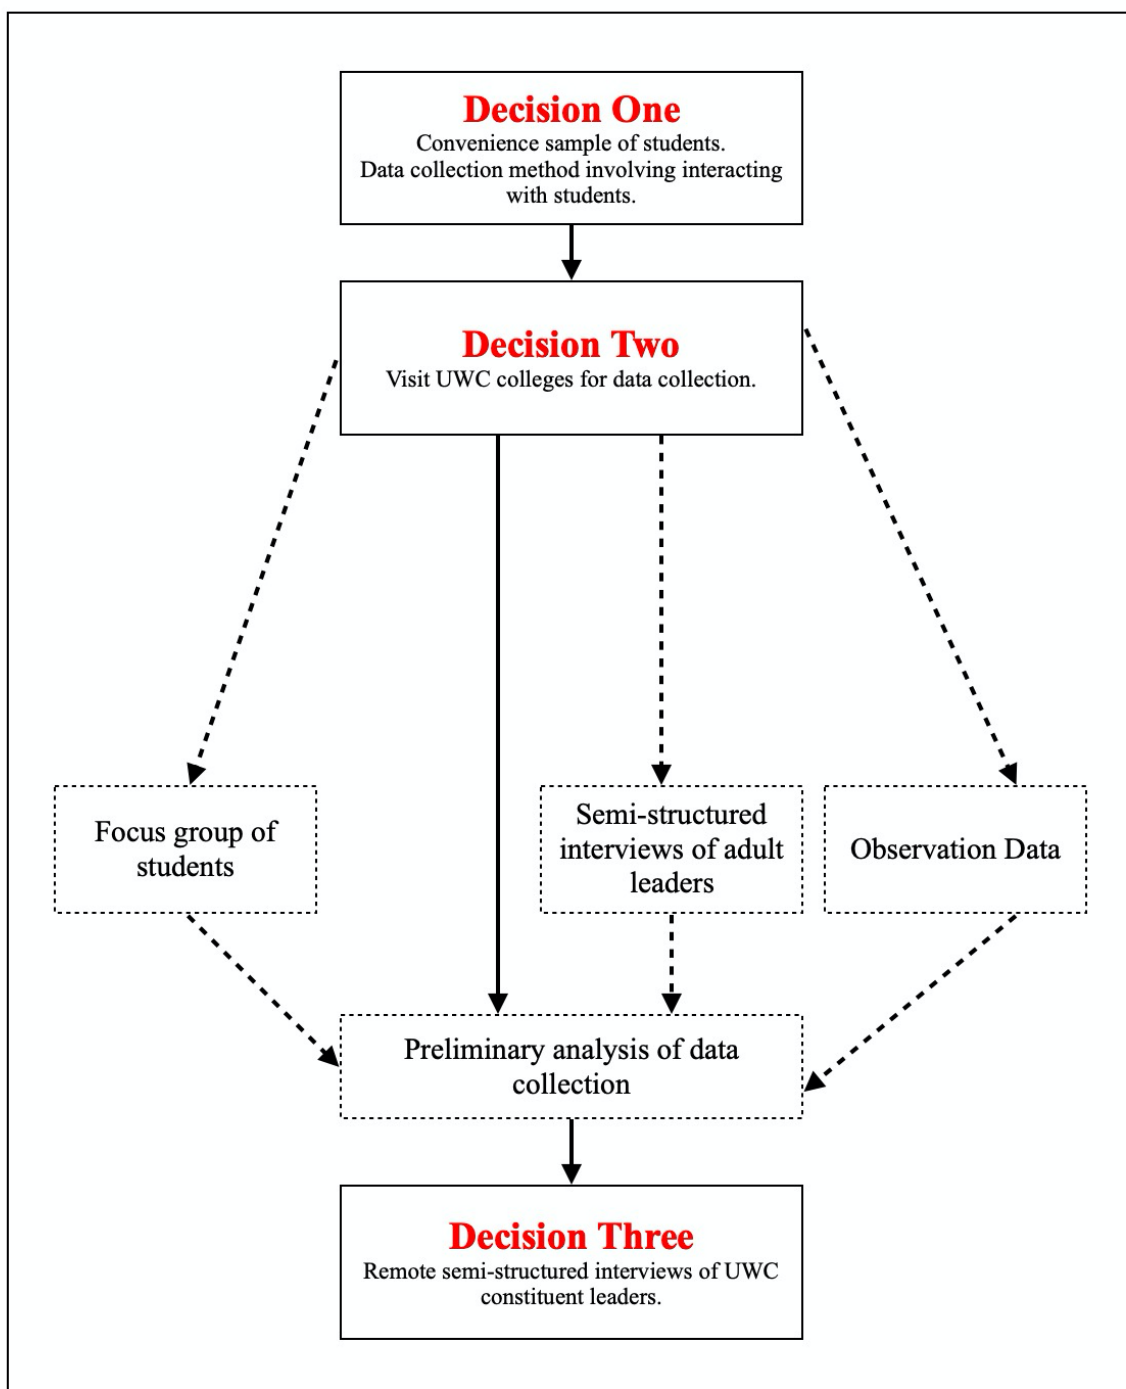 Decision One
Convenience sample of students.
Data collection method involving interacting
with students.
Decision Two
Visit UWC colleges for data collection.
Focus group of
students
Semi-structured
interviews of adult
leaders
Observation Data
Preliminary analysis of data
collection
Decision Three
Remote semi-structured interviews of UWC
constituent leaders.